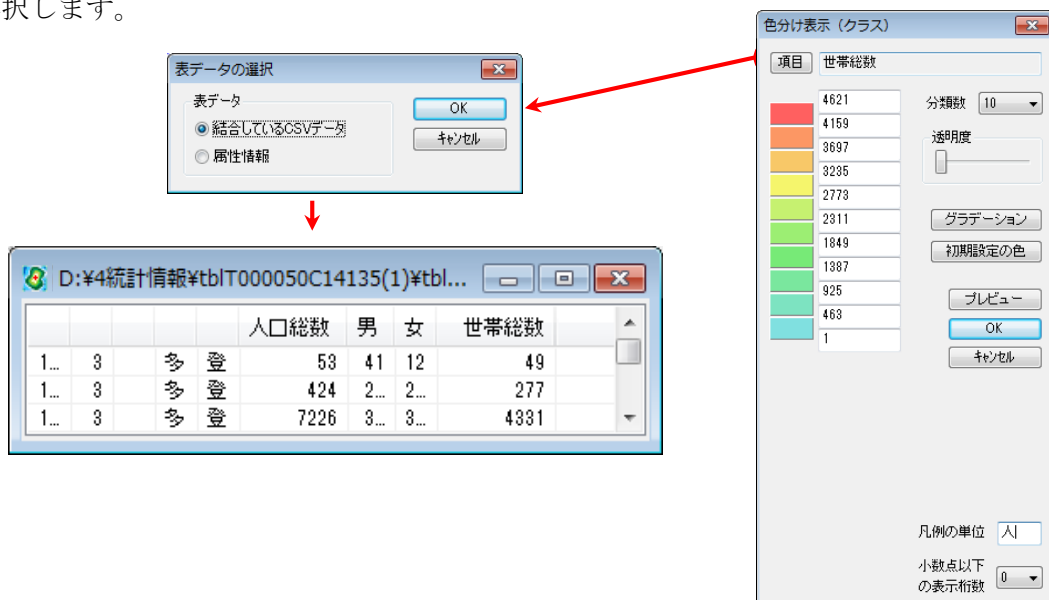 択します。
表データの選択
表データ
結合しているCSVデータ
属性情報
OK
キャンセル
D:¥4統計情報¥tblT000050C14135(1)¥tbl...
人口総数 男 女 世帯総数
1... 3 多 登 53 41 12 49
1... 3 多 登 424 2... 2... 277
1... 3 多 登 7226 3... 3... 4331
色分け表示（クラス）
項目 世帯総数
4621
4159
3697
3235
2773
2311
1849
1387
925
463
1
分類数 10
透明度
グラデーション
初期設定の色
プレビュー
OK
キャンセル
凡例の単位 人
小数点以下
の表示桁数 0